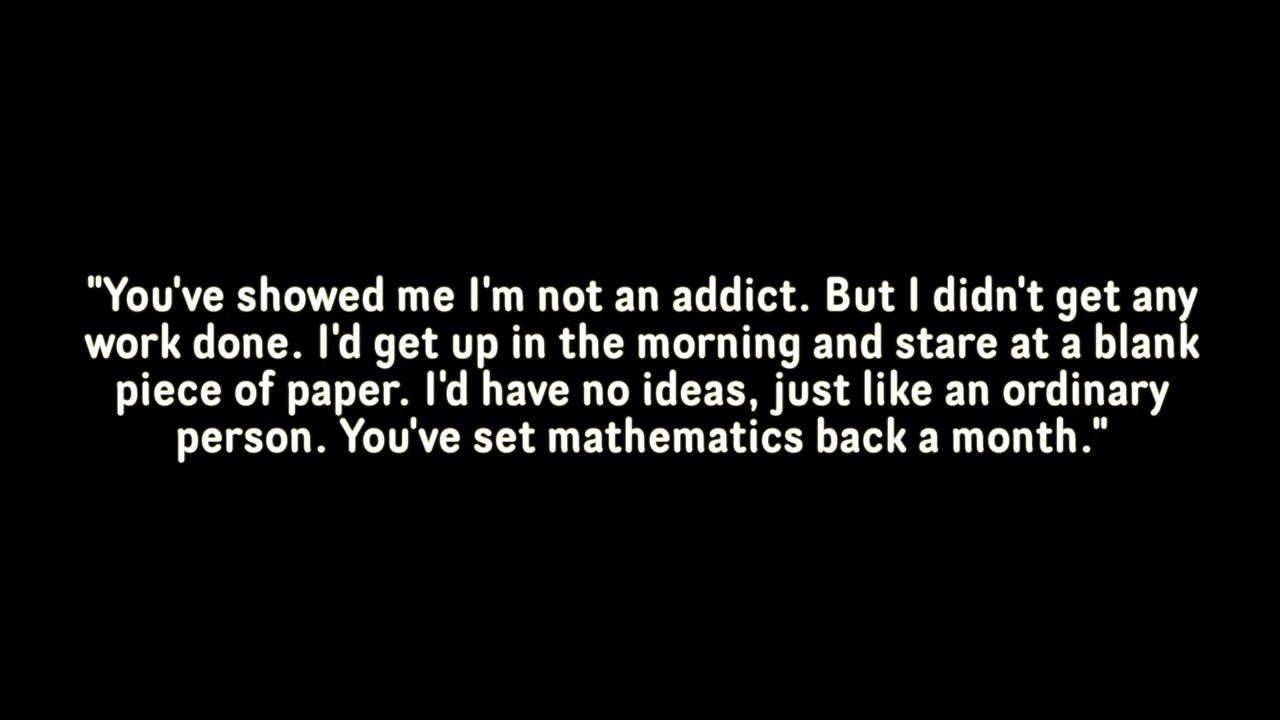 "You've showed me I'm not an addict. But I didn't get any
work done. I'd get up in the morning and stare at a blank
piece of paper. I'd have no ideas, just like an ordinary
person. You've set mathematics back a month."